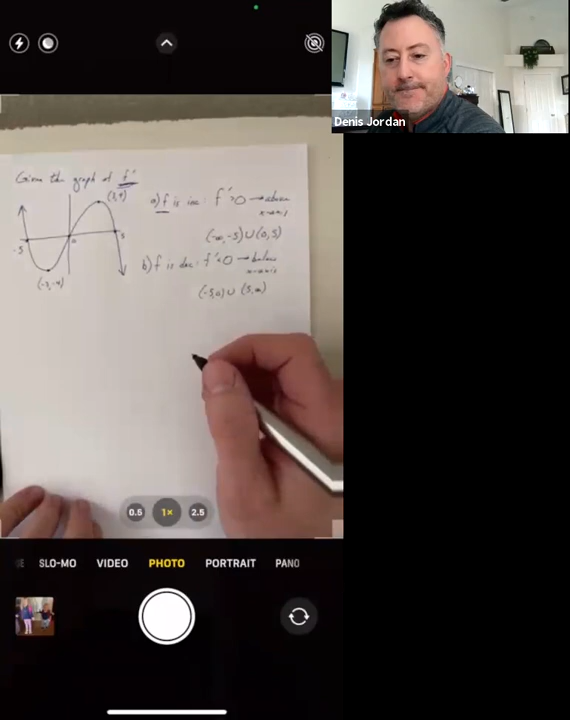 Denis Jordan
Given the graph of f'
(3,4)
-5
0
5
(-3,-4)
a) f is inc: f' > 0 → above
x-axis
(-∞, -5) ∪ (0, 5)
b) f is dec: f' < 0 → below
x-axis
(-5, 0) ∪ (5, ∞)
0.5
1×
2.5
SLO-MO
VIDEO
PHOTO
PORTRAIT
PANO